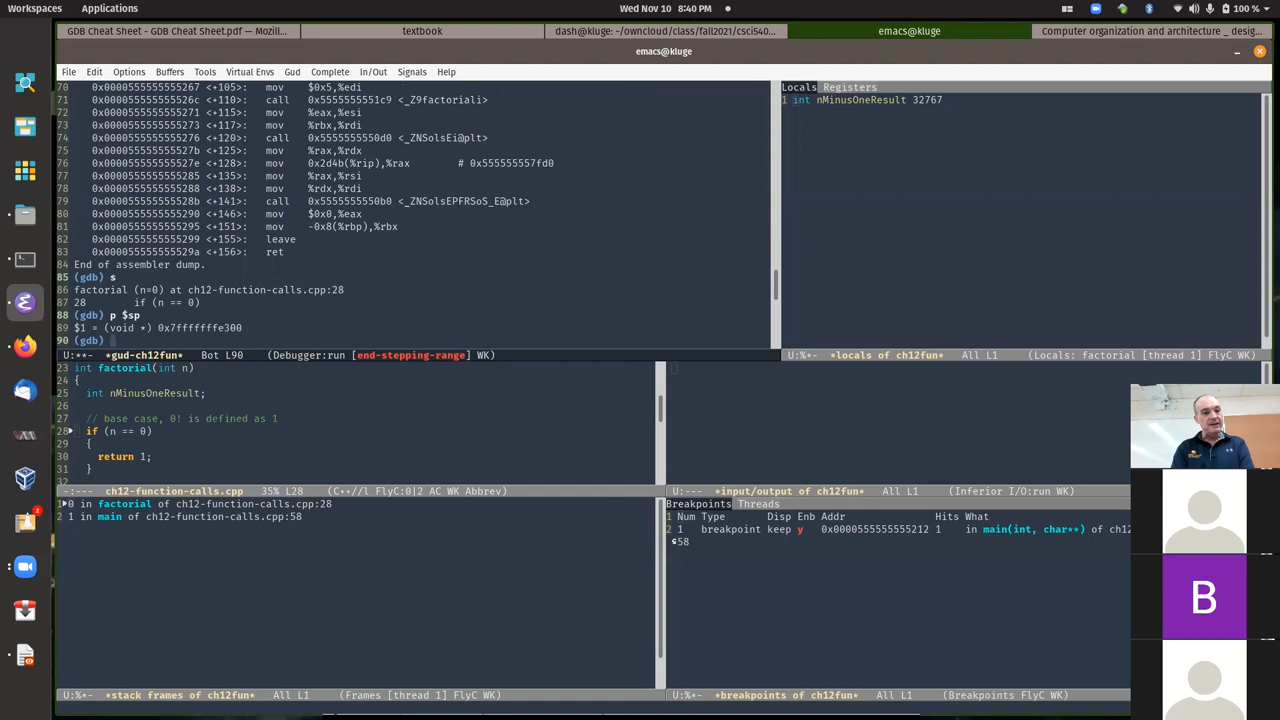 Workspaces Applications Wed Nov 10 8:40 PM 100 %
GDB Cheat Sheet - GDB Cheat Sheet.pdf — Mozill... textbook dash@kluge: ~/owncloud/class/fall2021/csci540... emacs@kluge Computer organization and architecture _ desig...
emacs@kluge
File Edit Options Buffers Tools Virtual Envs Gud Complete In/Out Signals Help
70 0x0000555555555267 <+105>: mov $0x5,%edi
71 0x000055555555526c <+110>: call 0x5555555551c9 <_Z9factoriali>
72 0x0000555555555271 <+115>: mov %eax,%esi
73 0x0000555555555273 <+117>: mov %rbx,%rdi
74 0x0000555555555276 <+120>: call 0x5555555550d0 <_ZNSolsEi@plt>
75 0x000055555555527b <+125>: mov %rax,%rdx
76 0x000055555555527e <+128>: mov 0x2d4b(%rip),%rax # 0x555555557fd0
77 0x0000555555555285 <+135>: mov %rax,%rsi
78 0x0000555555555288 <+138>: mov %rdx,%rdi
79 0x000055555555528b <+141>: call 0x5555555550b0 <_ZNSolsEPFRSoS_E@plt>
80 0x0000555555555290 <+146>: mov $0x0,%eax
81 0x0000555555555295 <+151>: mov -0x8(%rbp),%rbx
82 0x0000555555555299 <+155>: leave
83 0x000055555555529a <+156>: ret
84 End of assembler dump.
85 (gdb) s
86 factorial (n=0) at ch12-function-calls.cpp:28
87 28 if (n == 0)
88 (gdb) p $sp
89 $1 = (void *) 0x7fffffffe300
90 (gdb)
U:**- *gud-ch12fun* Bot L90 (Debugger:run [end-stepping-range] WK)
Locals Registers
1 int nMinusOneResult 32767
U:%*- *locals of ch12fun* All L1 (Locals: factorial [thread 1] FlyC WK)
23 int factorial(int n)
24 {
25 int nMinusOneResult;
26
27 // base case, 0! is defined as 1
28 if (n == 0)
29 {
30 return 1;
31 }
32
-:--- ch12-function-calls.cpp 35% L28 (C++//l FlyC:0|2 AC WK Abbrev)
U:%*- *input/output of ch12fun* All L1 (Inferior I/O:run WK)
1 0 in factorial of ch12-function-calls.cpp:28
2 1 in main of ch12-function-calls.cpp:58
U:%*- *stack frames of ch12fun* All L1 (Frames [thread 1] FlyC WK)
Breakpoints Threads
1 Num Type Disp Enb Addr Hits What
2 1 breakpoint keep y 0x0000555555555212 1 in main(int, char**) of ch12
58
U:%*- *breakpoints of ch12fun* All L1 (Breakpoints FlyC WK)
B